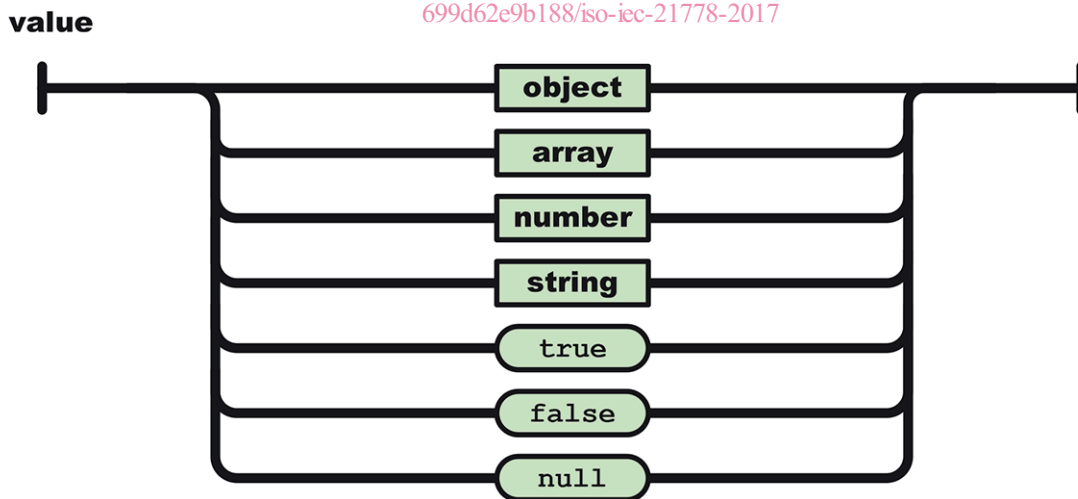 699d62e9b188/iso-iec-21778-2017
value
object
array
number
string
true
false
null